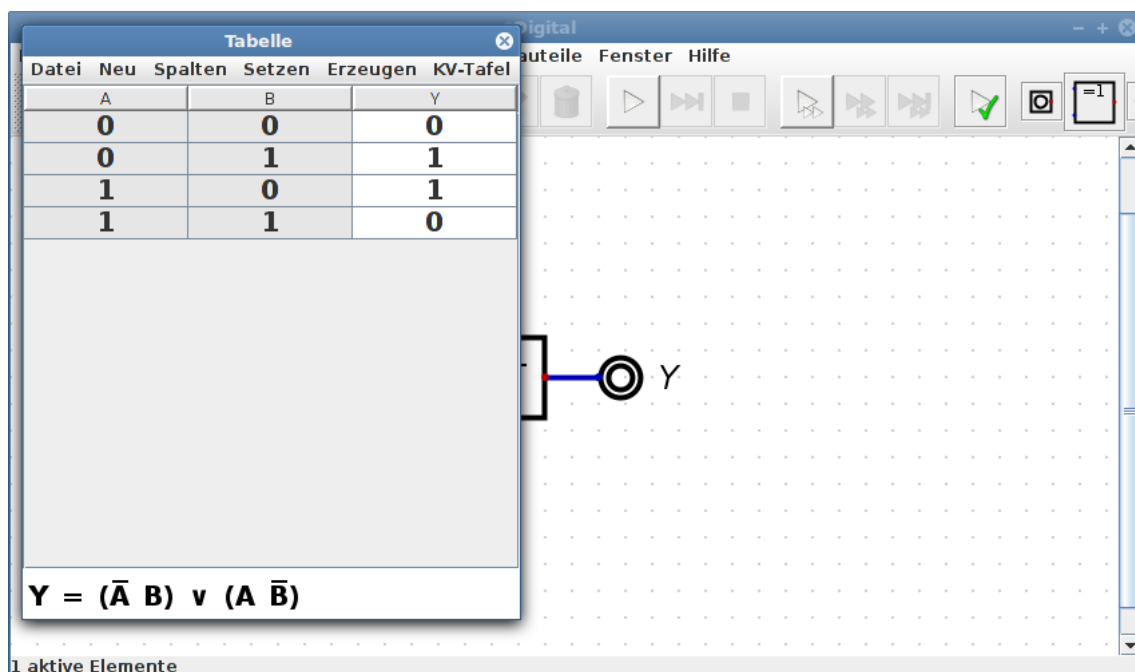 Digital
Tabelle
auteile Fenster Hilfe
Datei Neu Spalten Setzen Erzeugen KV-Tafel
=1
A B Y
0 0 0
0 1 1
1 0 1
1 1 0
Y
Y = (A̅ B) ∨ (A B̅)
1 aktive Elemente